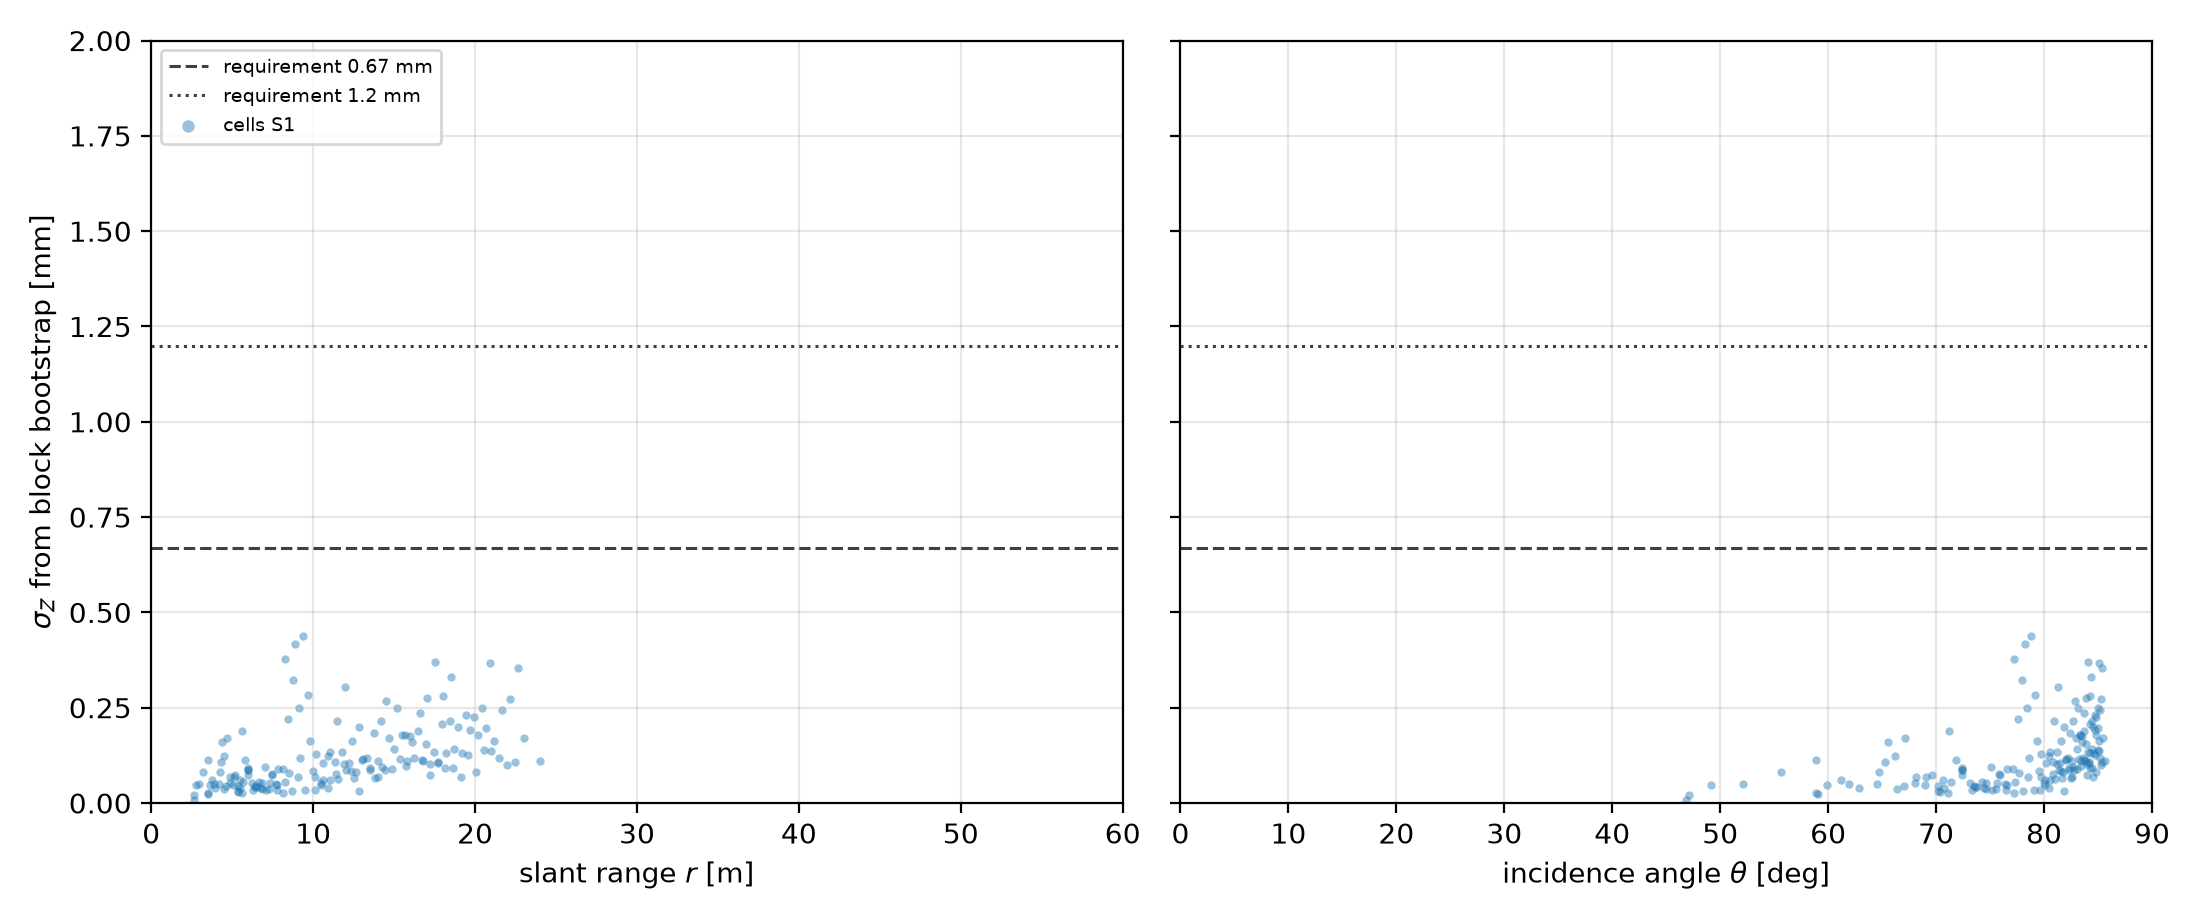 2.00
1.75
1.50
1.25
1.00
0.75
0.50
0.25
0.00
σZ from block bootstrap [mm]
requirement 0.67 mm
requirement 1.2 mm
cells S1
0 10 20 30 40 50 60
slant range r [m]
0 10 20 30 40 50 60 70 80 90
incidence angle θ [deg]